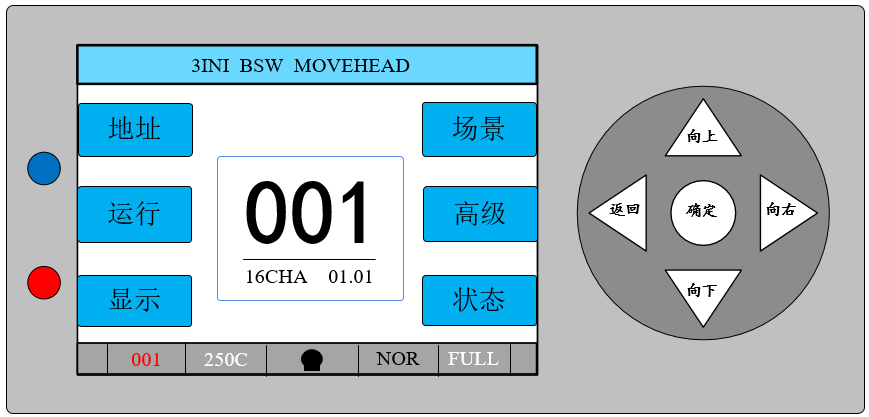 3INI BSW MOVEHEAD
地址
场景
运行
001
高级
16CHA 01.01
显示
状态
001 250C NOR FULL
向上
返回 确定 向右
向下